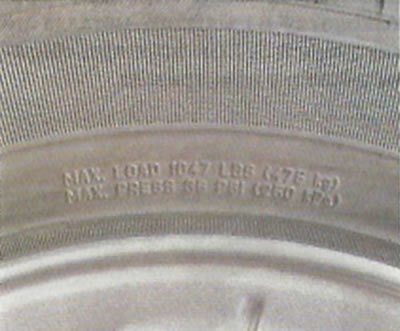 MAX. LOAD 1047 LBS (475 kg)
MAX. PRESS 36 PSI (250 kPa)